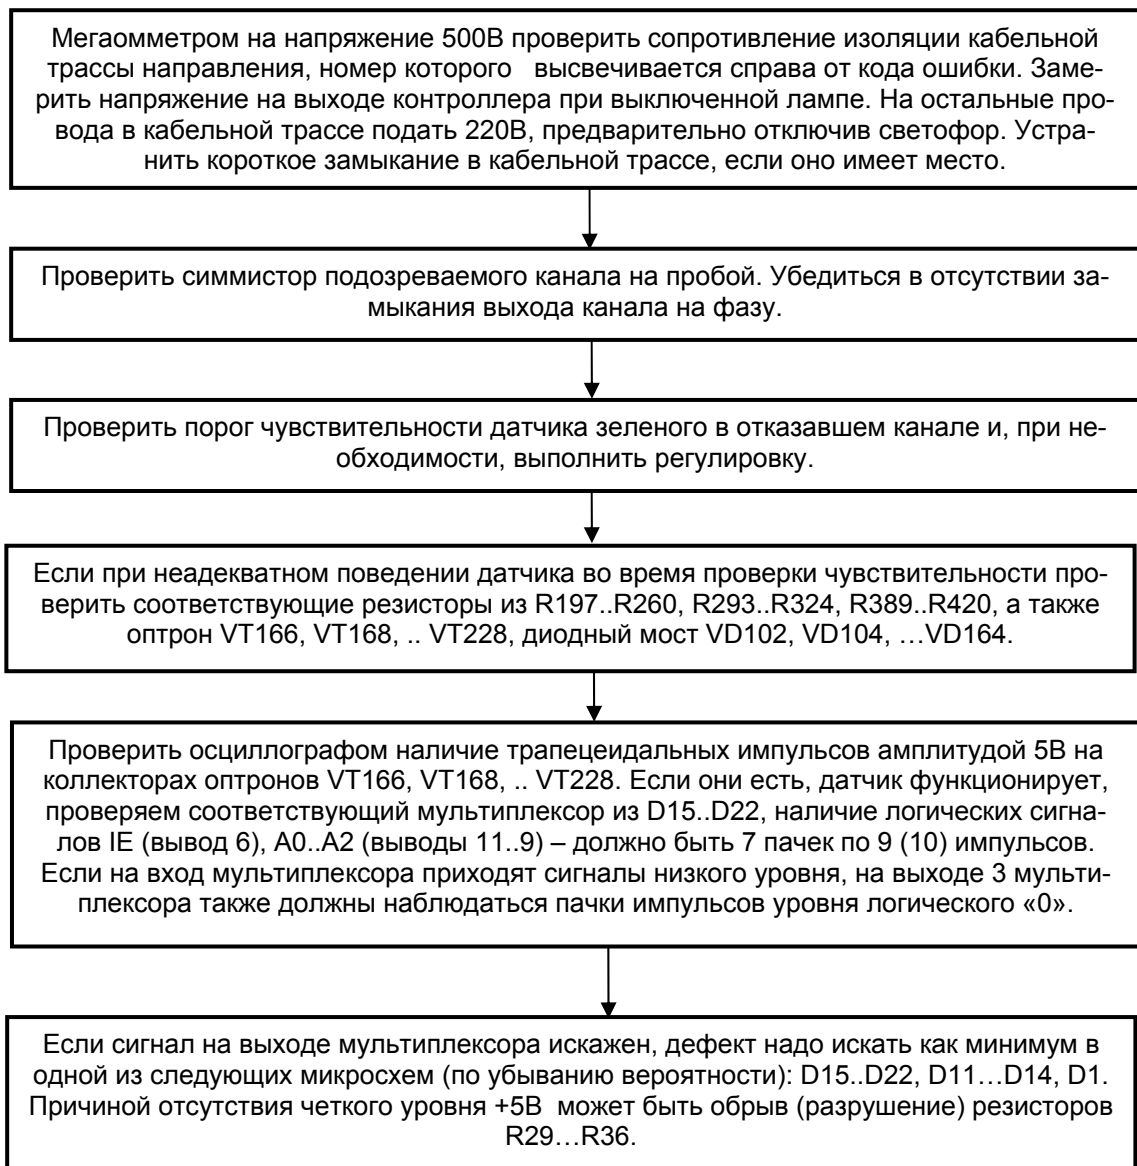 Мегаомметром на напряжение 500В проверить сопротивление изоляции кабельной
трассы направления, номер которого   высвечивается справа от кода ошибки. Заме-
рить напряжение на выходе контроллера при выключенной лампе. На остальные про-
вода в кабельной трассе подать 220В, предварительно отключив светофор. Устра-
нить короткое замыкание в кабельной трассе, если оно имеет место.
Проверить симмистор подозреваемого канала на пробой. Убедиться в отсутствии за-
мыкания выхода канала на фазу.
Проверить порог чувствительности датчика зеленого в отказавшем канале и, при не-
обходимости, выполнить регулировку.
Если при неадекватном поведении датчика во время проверки чувствительности про-
верить соответствующие резисторы из R197..R260, R293..R324, R389..R420, а также
оптрон VT166, VT168, .. VT228, диодный мост VD102, VD104, …VD164.
Проверить осциллографом наличие трапецеидальных импульсов амплитудой 5В на
коллекторах оптронов VT166, VT168, .. VT228. Если они есть, датчик функционирует,
проверяем соответствующий мультиплексор из D15..D22, наличие логических сигна-
лов IE (вывод 6), A0..A2 (выводы 11..9) – должно быть 7 пачек по 9 (10) импульсов.
Если на вход мультиплексора приходят сигналы низкого уровня, на выходе 3 мульти-
плексора также должны наблюдаться пачки импульсов уровня логического «0».
Если сигнал на выходе мультиплексора искажен, дефект надо искать как минимум в
одной из следующих микросхем (по убыванию вероятности): D15..D22, D11…D14, D1.
Причиной отсутствия четкого уровня +5В  может быть обрыв (разрушение) резисторов
R29…R36.